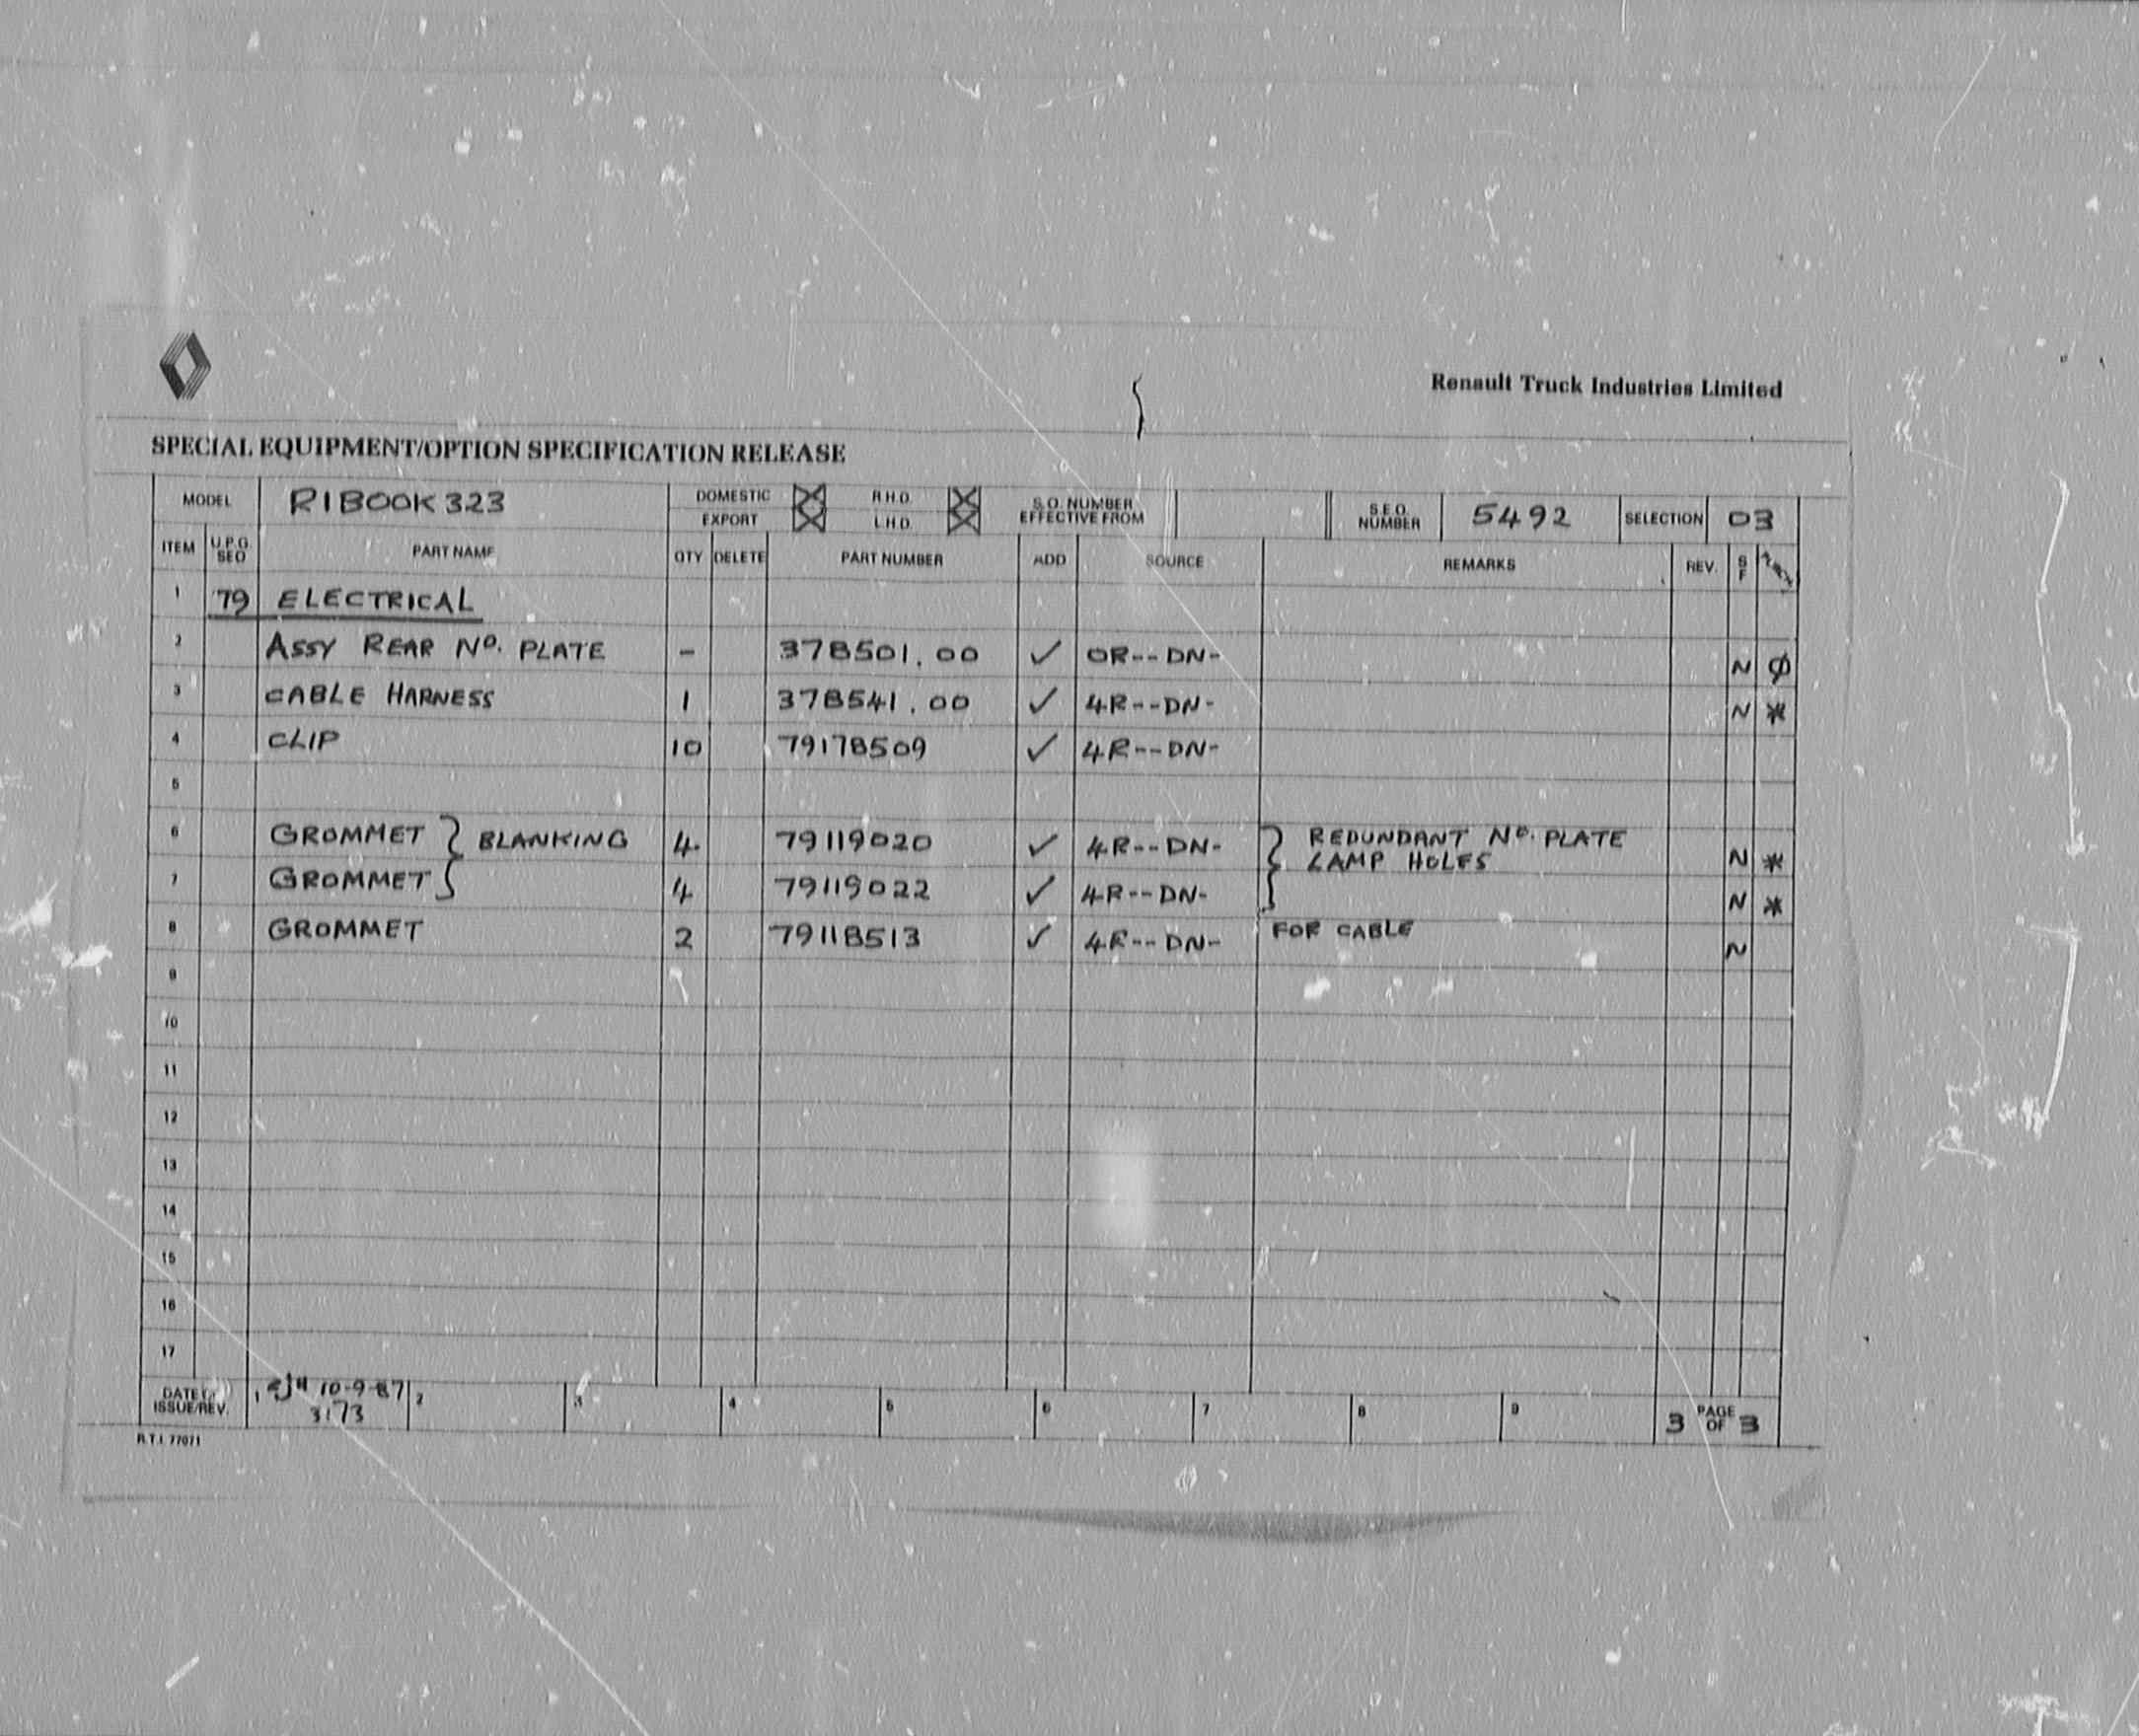 Renault Truck Industries Limited
SPECIAL EQUIPMENT/OPTION SPECIFICATION RELEASE
MODEL R1800K323 DOMESTIC R.H.D. S.O. NUMBER EFFECTIVE FROM S.E.O. NUMBER 5492 SELECTION 03
EXPORT L.H.D.
ITEM U.P.G. SEQ PART NAME QTY DELETE PART NUMBER ADD SOURCE REMARKS REV. S F
1 79 ELECTRICAL
2 ASSY REAR No. PLATE - 378501.00 ✓ OR--DN- N Ø
3 CABLE HARNESS 1 378541.00 ✓ 4R--DN- N *
4 CLIP 10 79178509 ✓ 4R--DN-
5
6 GROMMET } BLANKING 4 79119020 ✓ 4R--DN- } REDUNDANT No. PLATE LAMP HOLES N *
7 GROMMET 4 79119022 ✓ 4R--DN- N *
8 GROMMET 2 79118513 ✓ 4R--DN- FOR CABLE N
9
10
11
12
13
14
15
16
17
DATE OF ISSUE/REV. 1 10-9-87 3173 2 3 4 5 6 7 8 9 3 PAGE OF 3
R.T.I. 77071